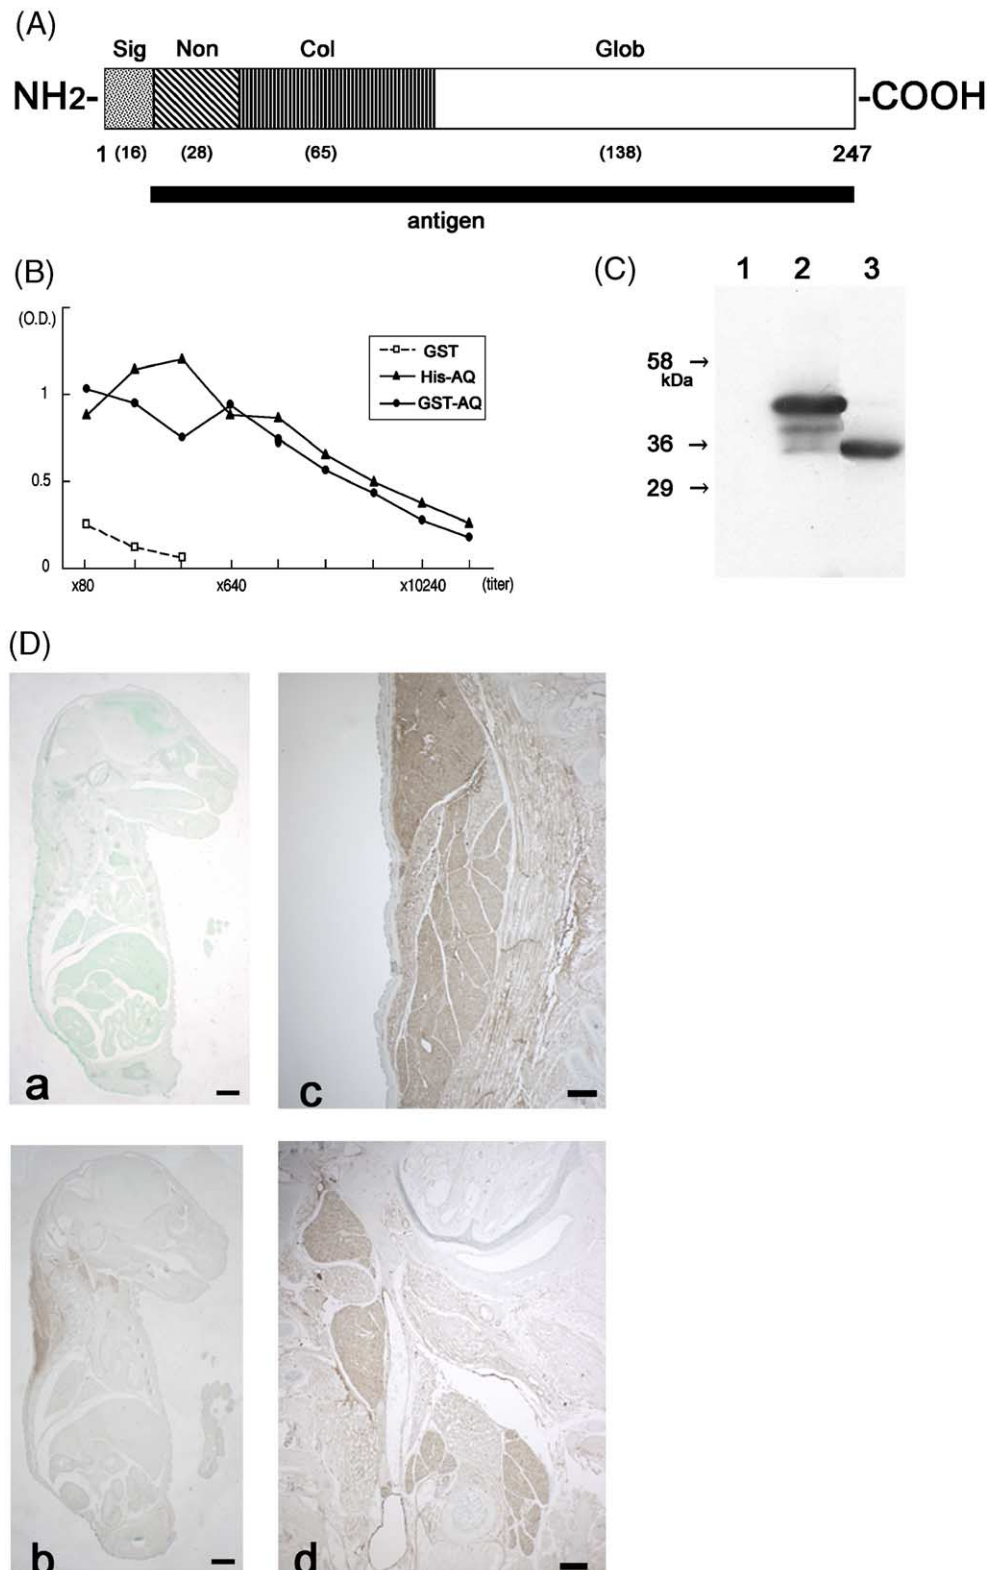 (A)
Sig Non Col Glob
NH2- -COOH
1 (16) (28) (65) (138) 247
antigen
(B)
(O.D.)
1
0.5
0
x80 x640 x10240 (titer)
GST
His-AQ
GST-AQ
(C)
1 2 3
58 →
kDa
36 →
29 →
(D)
a
c
b
d